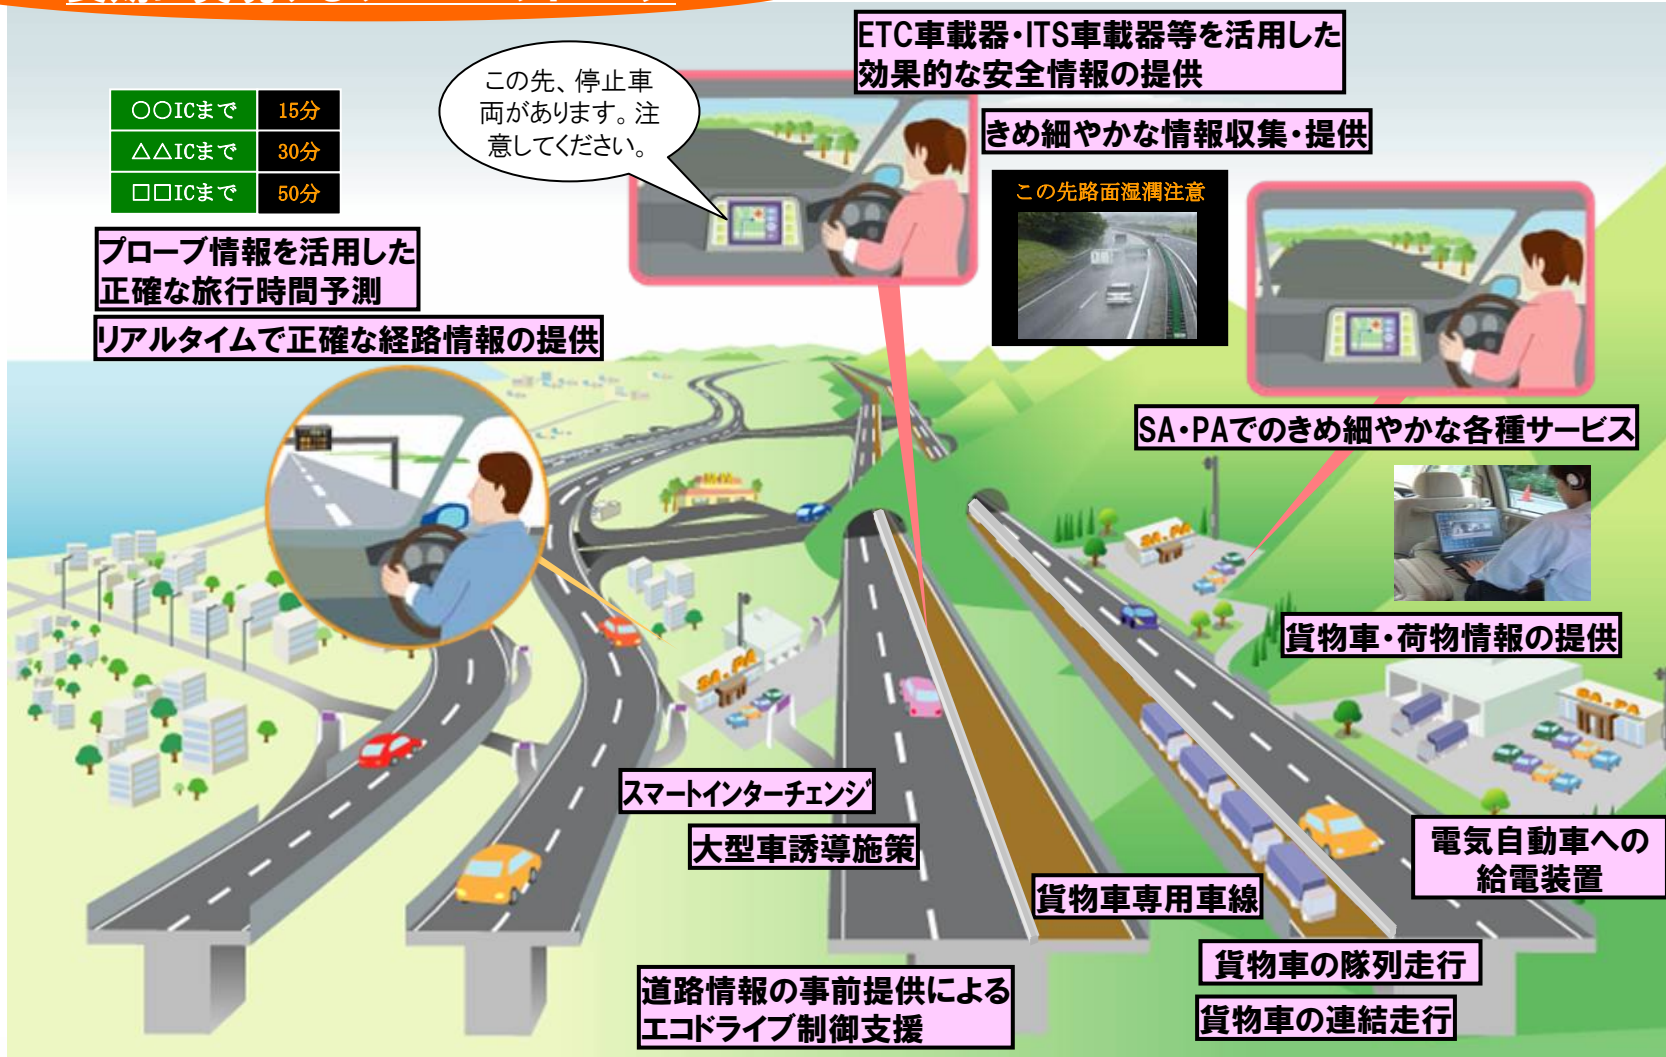 ETC車載器・ITS車載器等を活用した
効果的な安全情報の提供
この先、停止車
両があります。注
意してください。
○○ICまで 15分
△△ICまで 30分
□□ICまで 50分
きめ細やかな情報収集・提供
この先路面湿潤注意
プローブ情報を活用した
正確な旅行時間予測
リアルタイムで正確な経路情報の提供
SA・PAでのきめ細やかな各種サービス
SA・PA
貨物車・荷物情報の提供
SA・PA
SA・PA
スマートインターチェンジ
大型車誘導施策
電気自動車への
給電装置
貨物車専用車線
貨物車の隊列走行
貨物車の連結走行
道路情報の事前提供による
エコドライブ制御支援